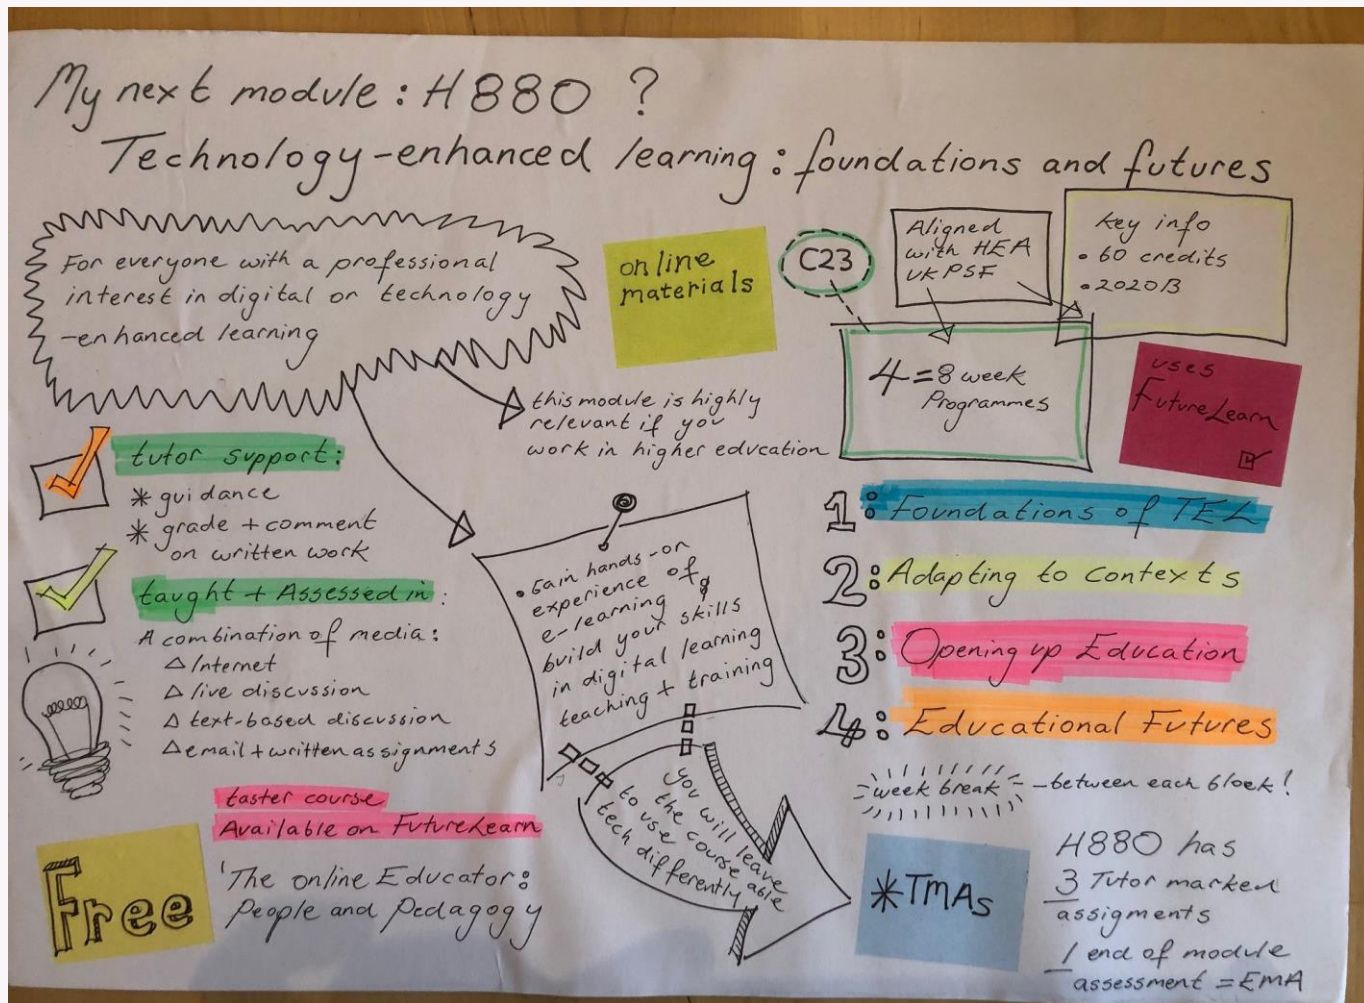 My next module : H880 ?
Technology-enhanced learning : foundations and futures
For everyone with a professional
interest in digital or technology
-enhanced learning
online
materials
C23
Aligned
with HEA
UKPSF
Key info
• 60 credits
• 2020B
4 = 8 week
Programmes
uses
FutureLearn
this module is highly
relevant if you
work in higher education
tutor support:
* guidance
* grade + comment
on written work
taught + Assessed in:
A combination of media:
Δ Internet
Δ live discussion
Δ text-based discussion
Δ email + written assignments
• Gain hands-on
experience of
e-learning &
build your skills
in digital learning
teaching + training
you will leave
the course able
to use
tech differently
1: Foundations of TEL
2: Adapting to contexts
3: Opening up Education
4: Educational Futures
week break - between each block!
taster course
Available on FutureLearn
Free
'The online Educator:
People and Pedagogy
*TMAs
H880 has
3 Tutor marked
assigments
1 end of module
assessment = EMA